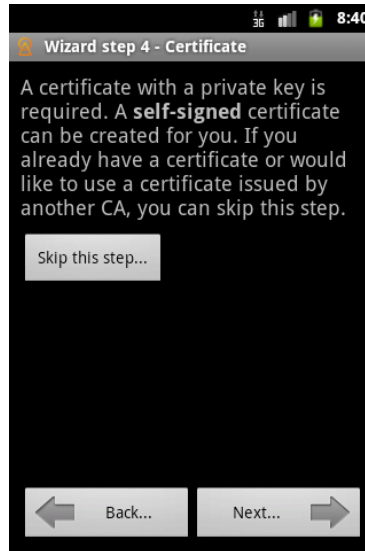 3G 8:40
Wizard step 4 - Certificate
A certificate with a private key is
required. A self-signed certificate
can be created for you. If you
already have a certificate or would
like to use a certificate issued by
another CA, you can skip this step.
Skip this step...
Back... Next...